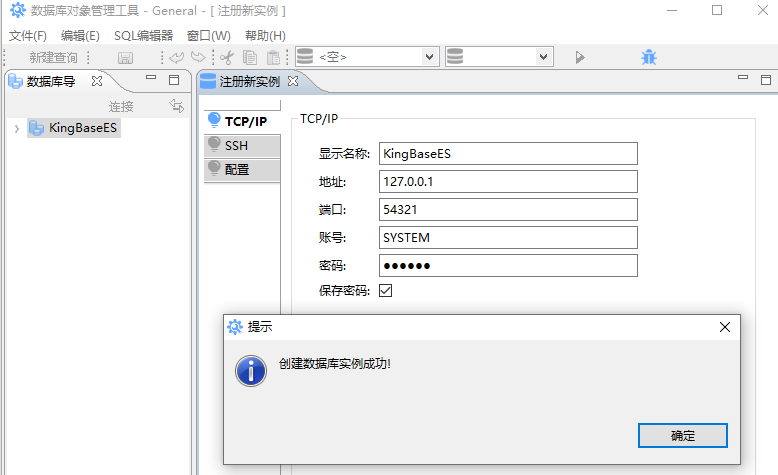 数据库对象管理工具 - General - [ 注册新实例 ]
文件(F) 编辑(E) SQL编辑器 窗口(W) 帮助(H)
新建查询 <空>
数据库导
注册新实例
连接
KingBaseES
TCP/IP
SSH
配置
TCP/IP
显示名称: KingBaseES
地址: 127.0.0.1
端口: 54321
账号: SYSTEM
密码: ●●●●●●
保存密码:
提示
创建数据库实例成功!
确定